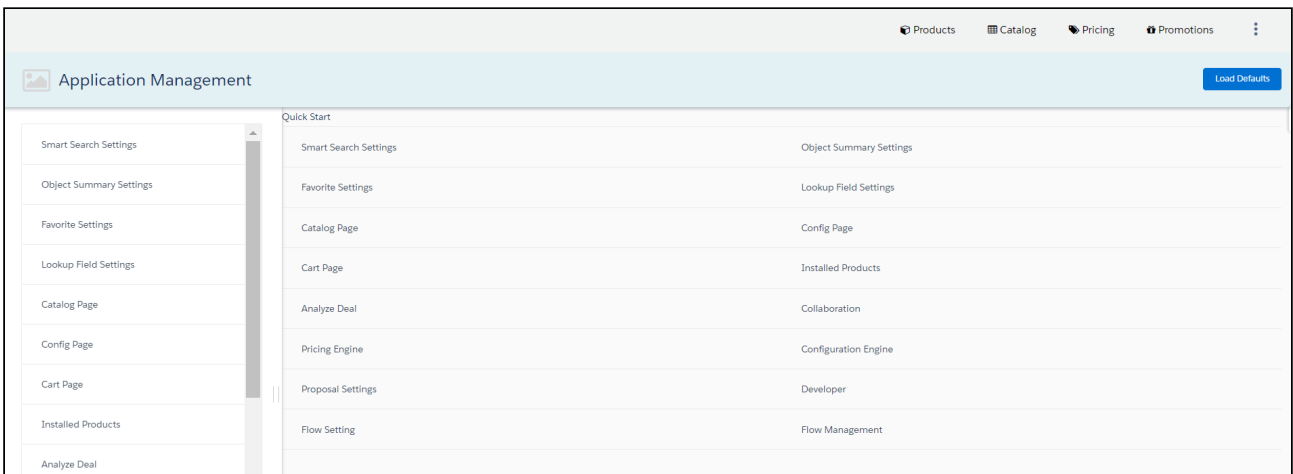 Products Catalog Pricing Promotions
Application Management
Load Defaults
Smart Search Settings
Object Summary Settings
Favorite Settings
Lookup Field Settings
Catalog Page
Config Page
Cart Page
Installed Products
Analyze Deal
Quick Start
Smart Search Settings Object Summary Settings
Favorite Settings Lookup Field Settings
Catalog Page Config Page
Cart Page Installed Products
Analyze Deal Collaboration
Pricing Engine Configuration Engine
Proposal Settings Developer
Flow Setting Flow Management